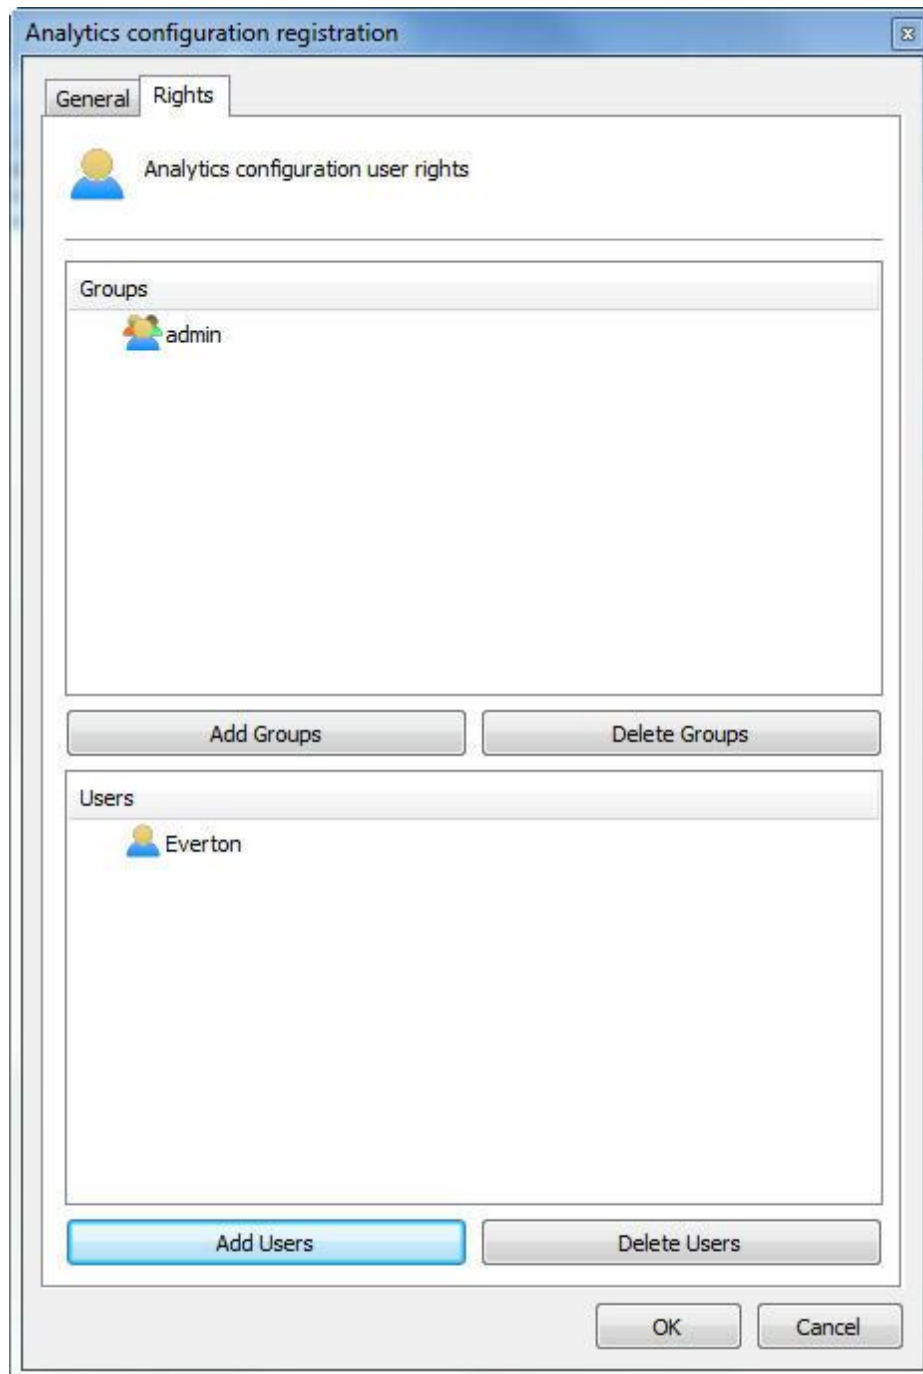 Analytics configuration registration
General Rights
Analytics configuration user rights
Groups
admin
Add Groups Delete Groups
Users
Everton
Add Users Delete Users
OK Cancel